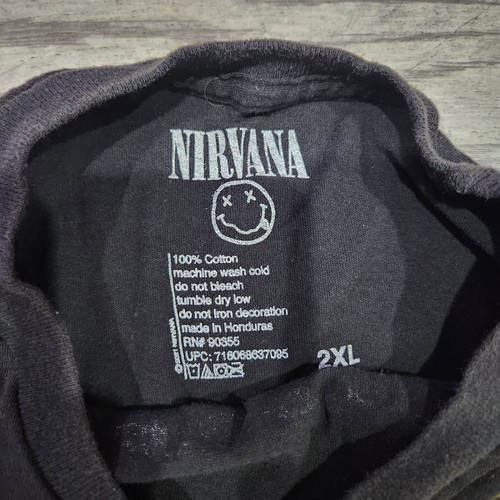 NIRVANA
100% Cotton
machine wash cold
do not bleach
tumble dry low
do not iron decoration
made in Honduras
RN# 90355
UPC: 716068637095
2XL
NIRVANA